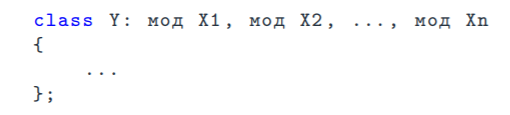 class Y: мод X1, мод X2, ..., мод Xn
{
...
};